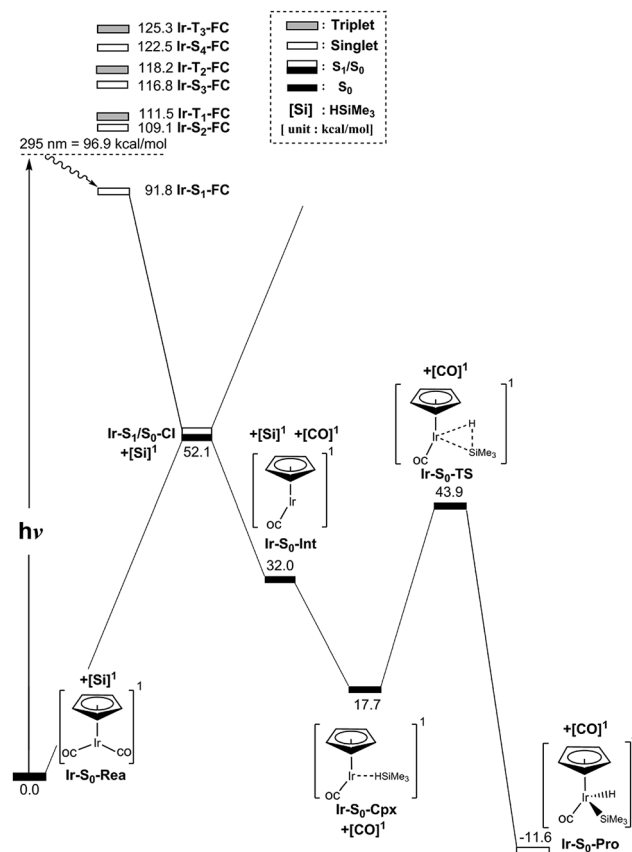 125.3 Ir-T₃-FC
122.5 Ir-S₄-FC
118.2 Ir-T₂-FC
116.8 Ir-S₃-FC
111.5 Ir-T₁-FC
109.1 Ir-S₂-FC
295 nm = 96.9 kcal/mol
91.8 Ir-S₁-FC
: Triplet
: Singlet
: S₁/S₀
: S₀
[Si] : HSiMe₃
[ unit : kcal/mol]
hν
Ir-S₁/S₀-CI
+[Si]¹
52.1
+[Si]¹ +[CO]¹
1
Ir
OC
Ir-S₀-Int
32.0
+[CO]¹
1
H
Ir
SiMe₃
OC
Ir-S₀-TS
43.9
+[Si]¹
1
Ir
OC
CO
Ir-S₀-Rea
0.0
17.7
1
Ir
HSiMe₃
OC
Ir-S₀-Cpx
+[CO]¹
+[CO]¹
1
Ir
H
OC
SiMe₃
Ir-S₀-Pro
-11.6